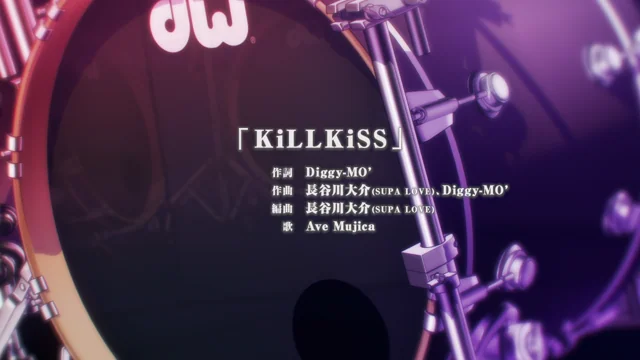 dw
「KiLLKiSS」
作詞 Diggy-MO'
作曲 長谷川大介(SUPA LOVE)、Diggy-MO'
編曲 長谷川大介(SUPA LOVE)
歌 Ave Mujica